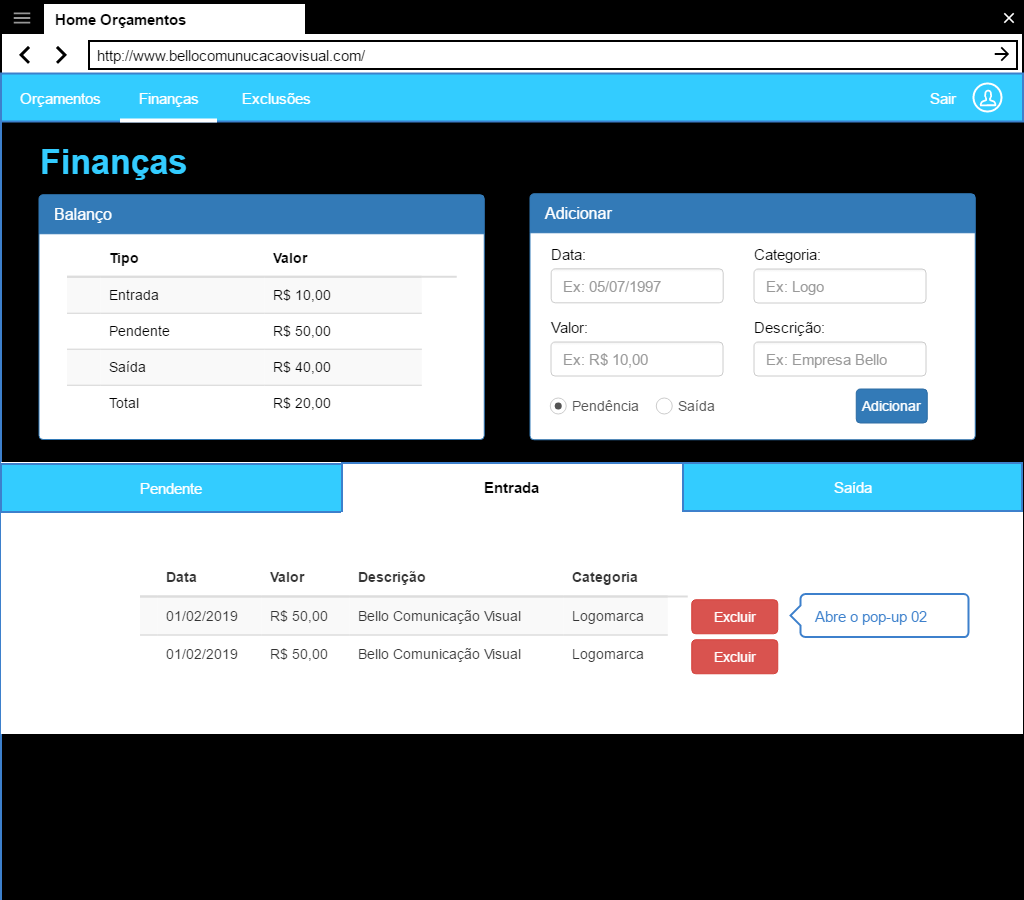 Home Orçamentos
http://www.bellocomunucacaovisual.com/
Orçamentos Finanças Exclusões Sair
Finanças
Balanço
Tipo Valor
Entrada R$ 10,00
Pendente R$ 50,00
Saída R$ 40,00
Total R$ 20,00
Adicionar
Data: Categoria:
Ex: 05/07/1997 Ex: Logo
Valor: Descrição:
Ex: R$ 10,00 Ex: Empresa Bello
Pendência Saída Adicionar
Pendente Entrada Saída
Data Valor Descrição Categoria
01/02/2019 R$ 50,00 Bello Comunicação Visual Logomarca Excluir Abre o pop-up 02
01/02/2019 R$ 50,00 Bello Comunicação Visual Logomarca Excluir